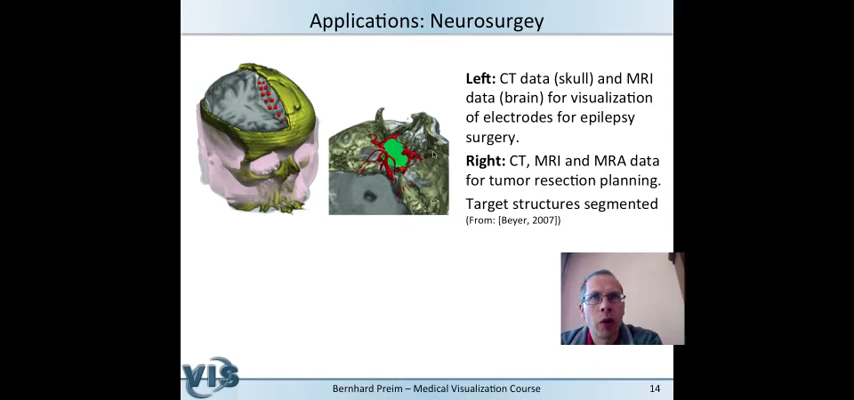 Applications: Neurosurgey
Left: CT data (skull) and MRI
data (brain) for visualization
of electrodes for epilepsy
surgery.
Right: CT, MRI and MRA data
for tumor resection planning.
Target structures segmented
(From: [Beyer, 2007])
VIS
Bernhard Preim – Medical Visualization Course
14